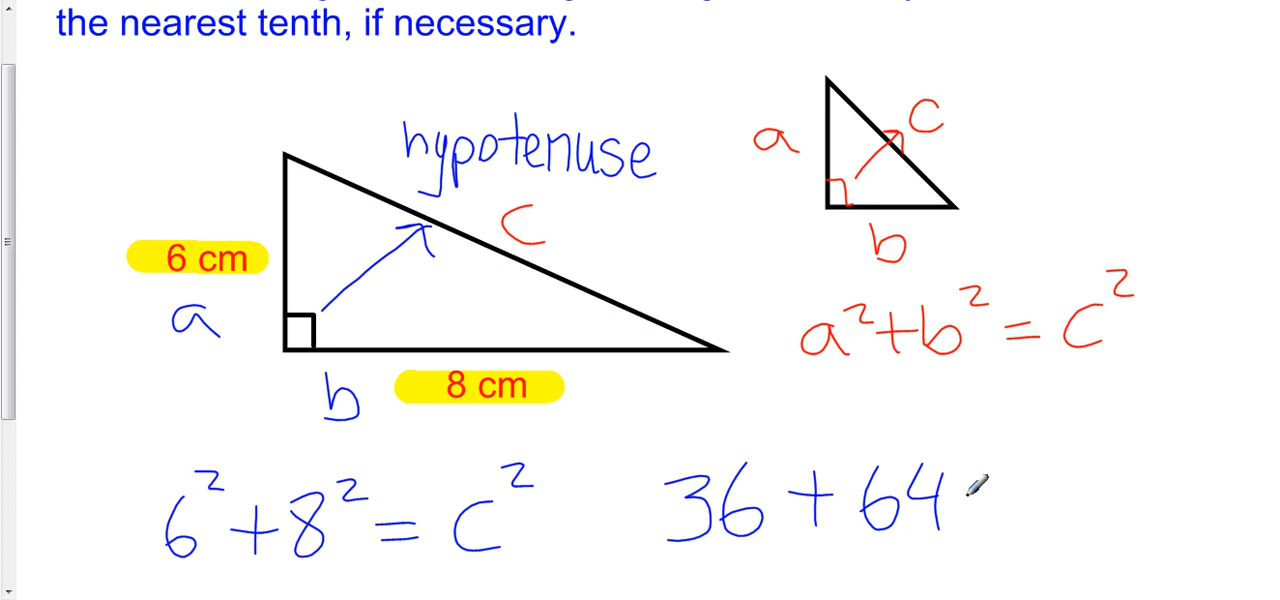 the nearest tenth, if necessary.
hypotenuse
c
a
c
6 cm
a
b
a²+b²=c²
b
8 cm
6²+8²=c²
36+64